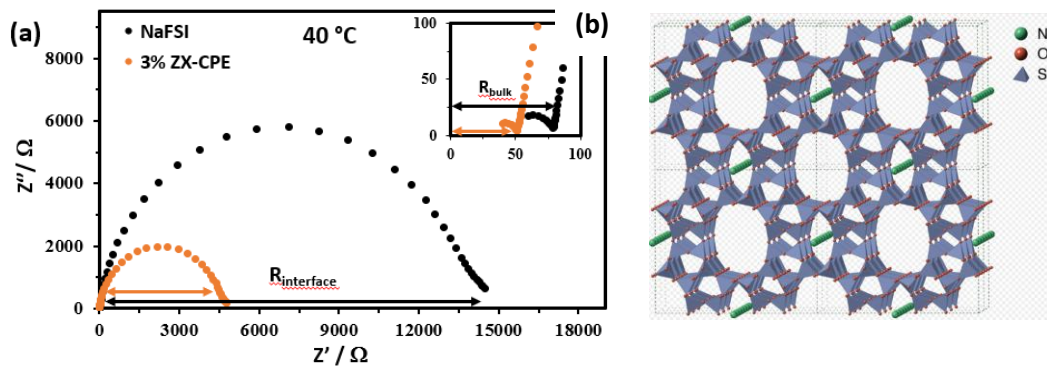 (a)
NaFSI
3% ZX-CPE
40 °C
Z''/ Ω
8000
6000
4000
2000
0
0
3000
6000
9000
12000
15000
18000
Z' / Ω
R_interface
100
50
0
0
50
100
R_bulk
(b)
N
O
S